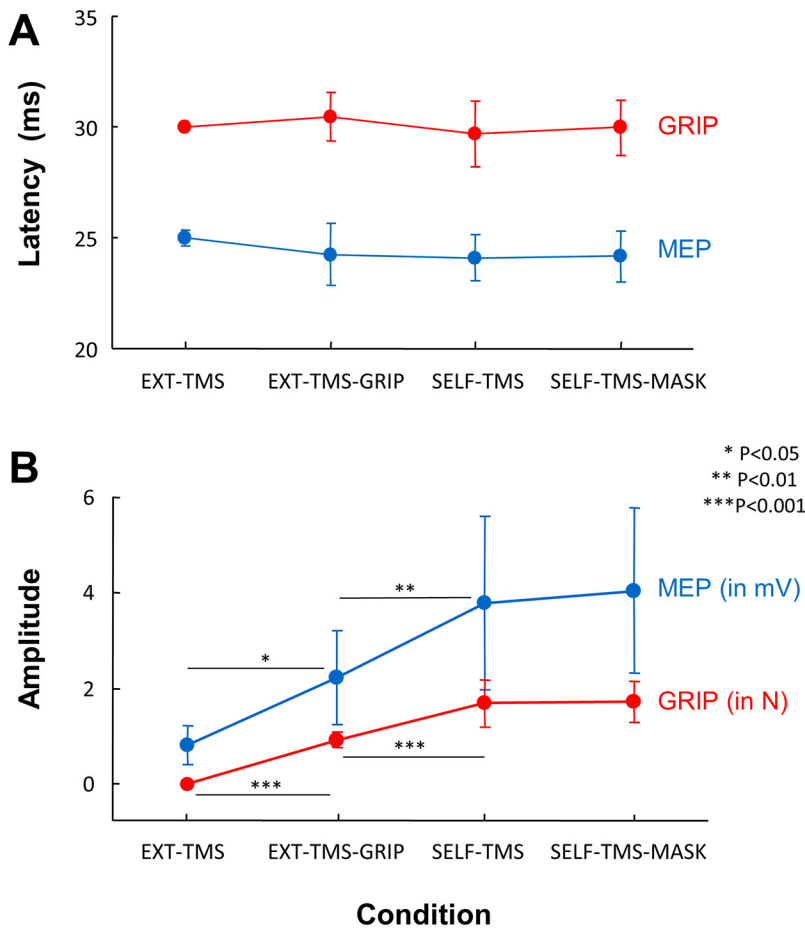 A
Latency (ms)
35
30
25
20
GRIP
MEP
EXT-TMS EXT-TMS-GRIP SELF-TMS SELF-TMS-MASK
B
* P<0.05
** P<0.01
***P<0.001
Amplitude
6
4
2
0
**
*
***
***
MEP (in mV)
GRIP (in N)
EXT-TMS EXT-TMS-GRIP SELF-TMS SELF-TMS-MASK
Condition